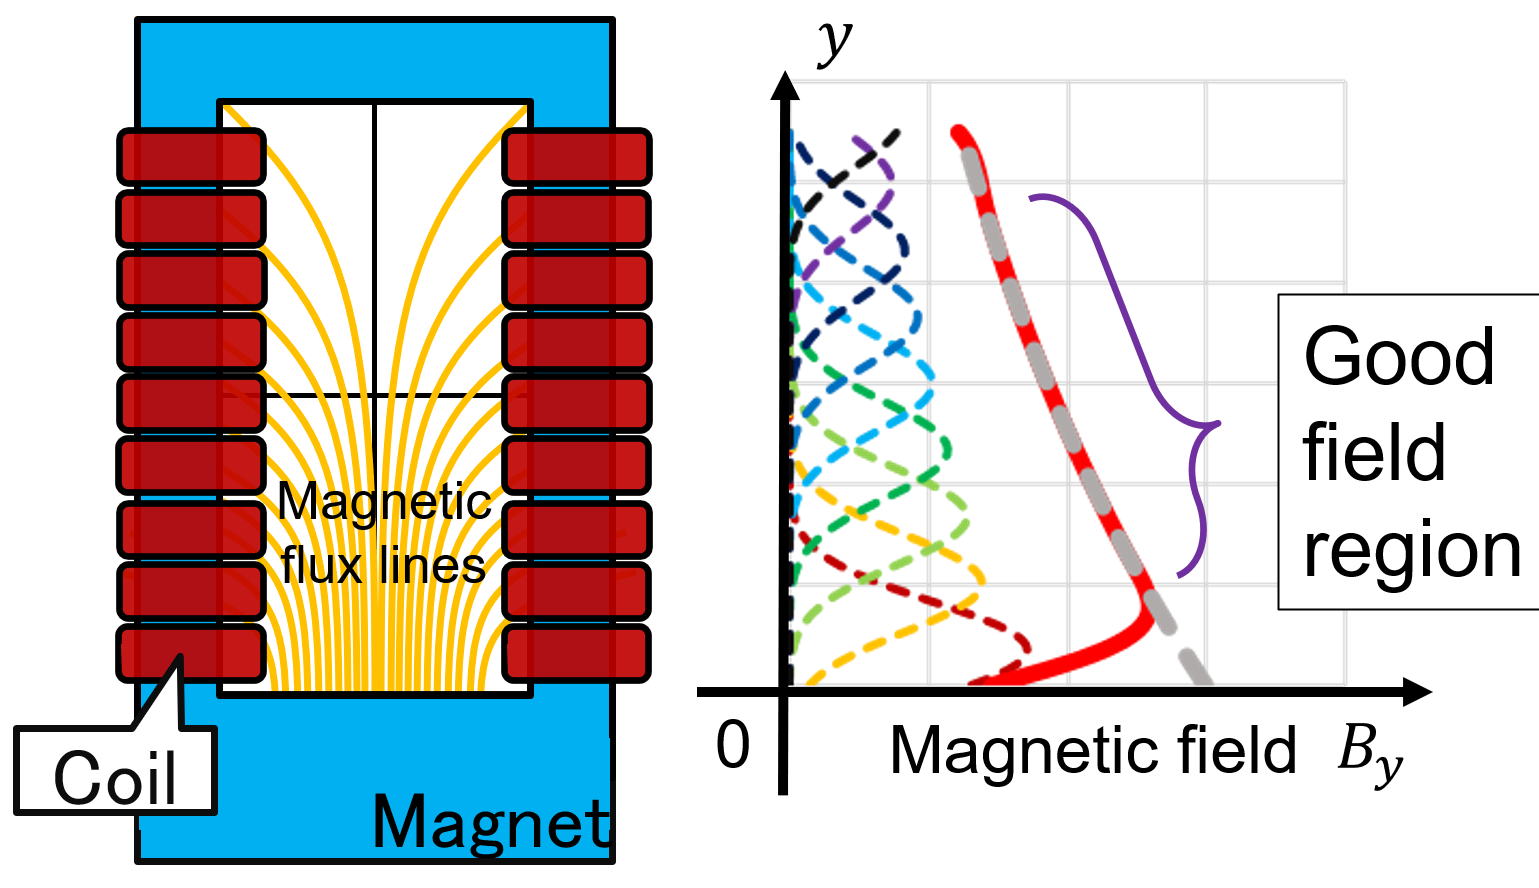 Magnetic
flux lines
Coil
Magnet
y
0
Magnetic field B_y
Good
field
region